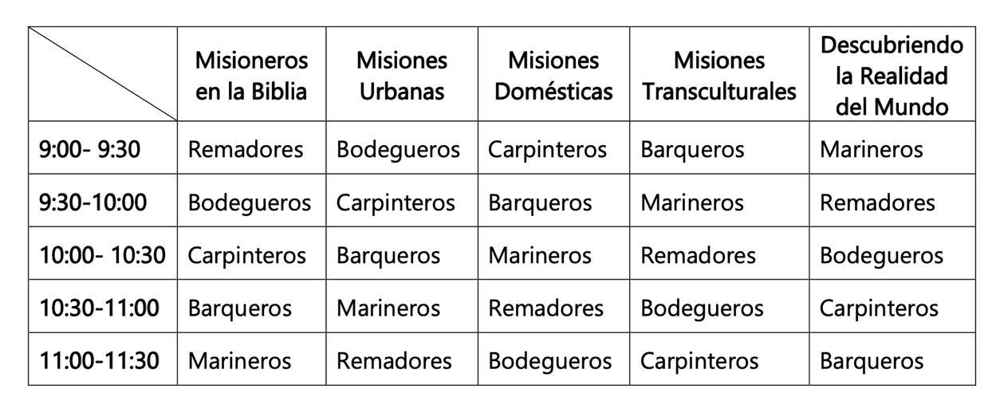 Misioneros en la Biblia Misiones Urbanas Misiones Domésticas Misiones Transculturales Descubriendo la Realidad del Mundo
9:00- 9:30 Remadores Bodegueros Carpinteros Barqueros Marineros
9:30-10:00 Bodegueros Carpinteros Barqueros Marineros Remadores
10:00- 10:30 Carpinteros Barqueros Marineros Remadores Bodegueros
10:30-11:00 Barqueros Marineros Remadores Bodegueros Carpinteros
11:00-11:30 Marineros Remadores Bodegueros Carpinteros Barqueros